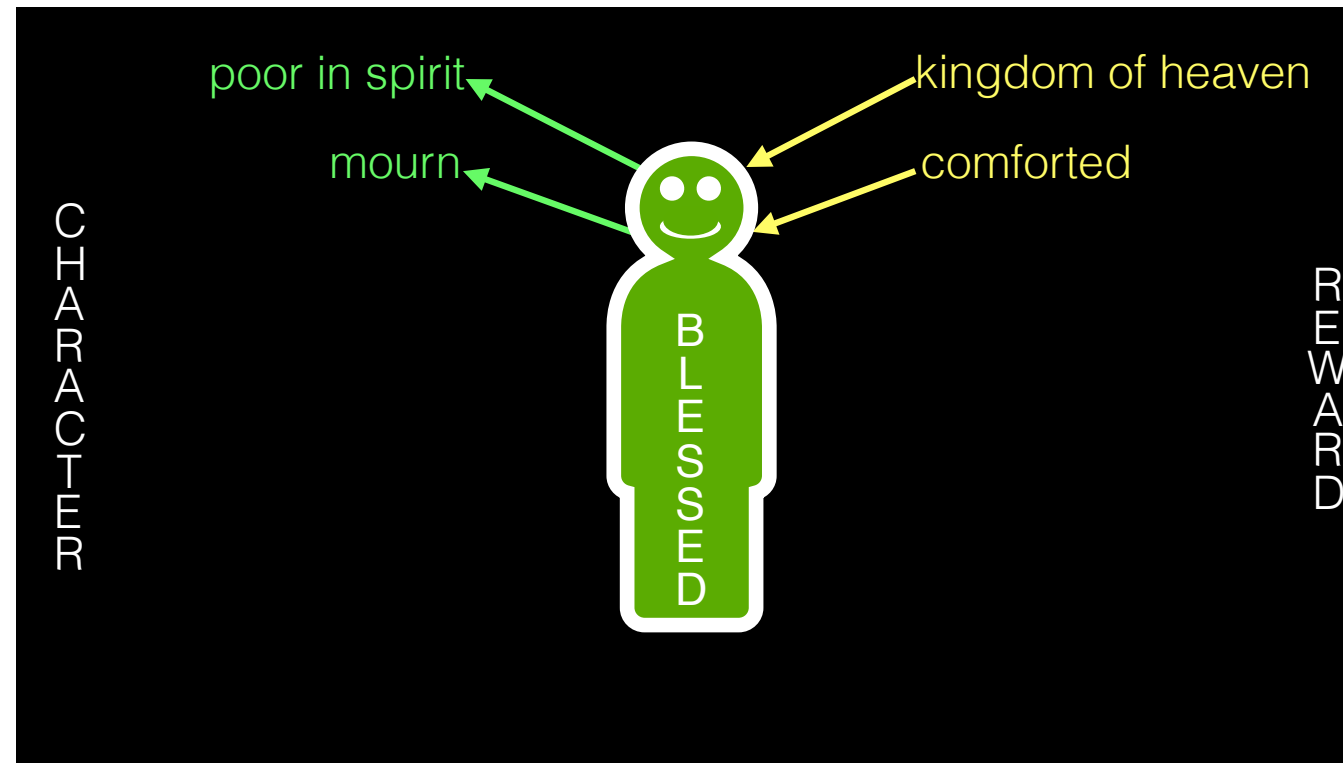 poor in spirit
kingdom of heaven
mourn
comforted
CHARACTER
BLESSED
REWARD